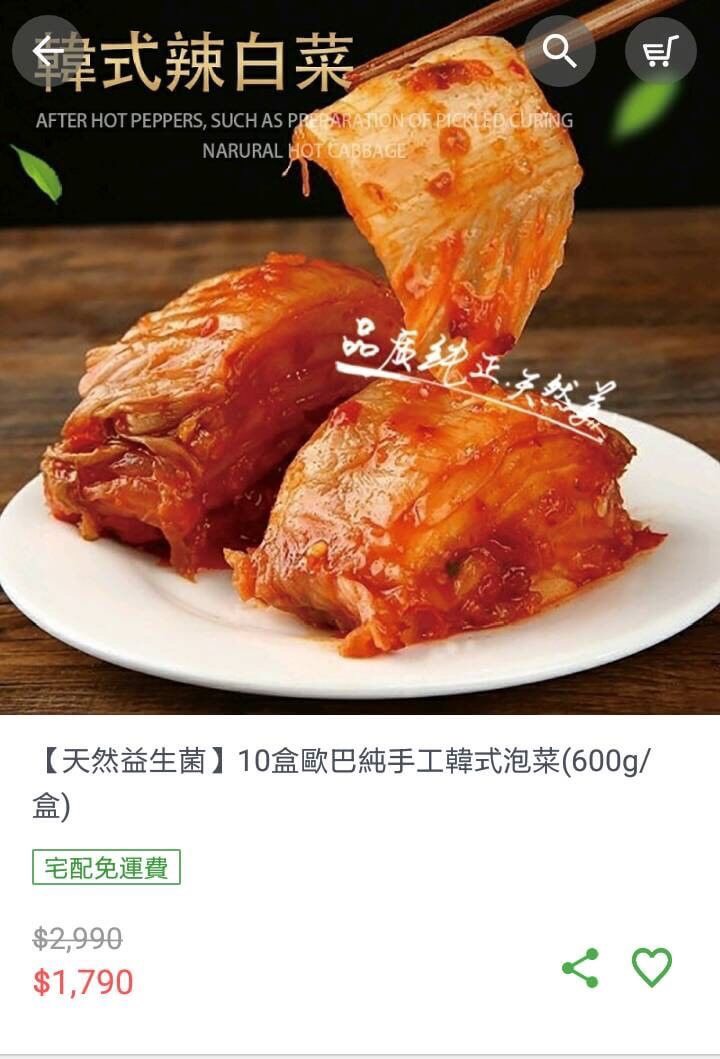 韓式辣白菜
AFTER HOT PEPPERS, SUCH AS PREPARATION OF PICKLED CURING
NARURAL HOT CABBAGE
品质純正.天然美
【天然益生菌】10盒歐巴純手工韓式泡菜(600g/
盒)
宅配免運費
$2,990
$1,790